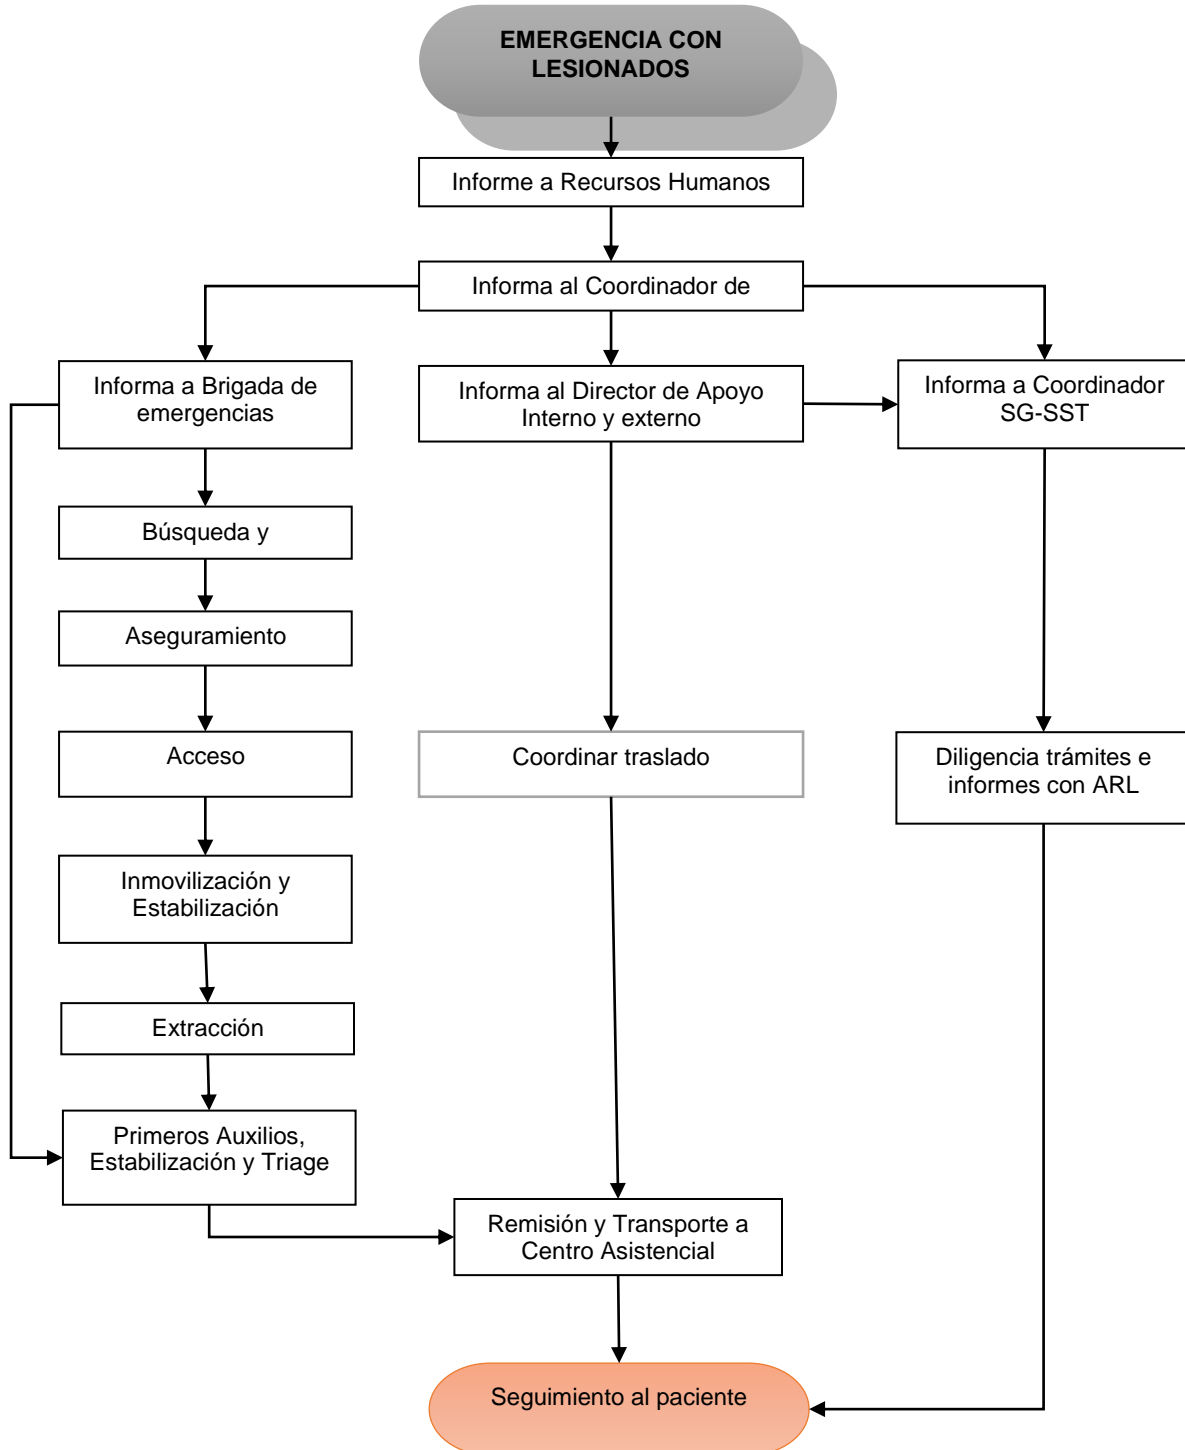 EMERGENCIA CON
LESIONADOS
Informe a Recursos Humanos
Informa al Coordinador de
Informa a Brigada de
emergencias
Informa al Director de Apoyo
Interno y externo
Informa a Coordinador
SG-SST
Búsqueda y
Aseguramiento
Acceso
Coordinar traslado
Diligencia trámites e
informes con ARL
Inmovilización y
Estabilización
Extracción
Primeros Auxilios,
Estabilización y Triage
Remisión y Transporte a
Centro Asistencial
Seguimiento al paciente